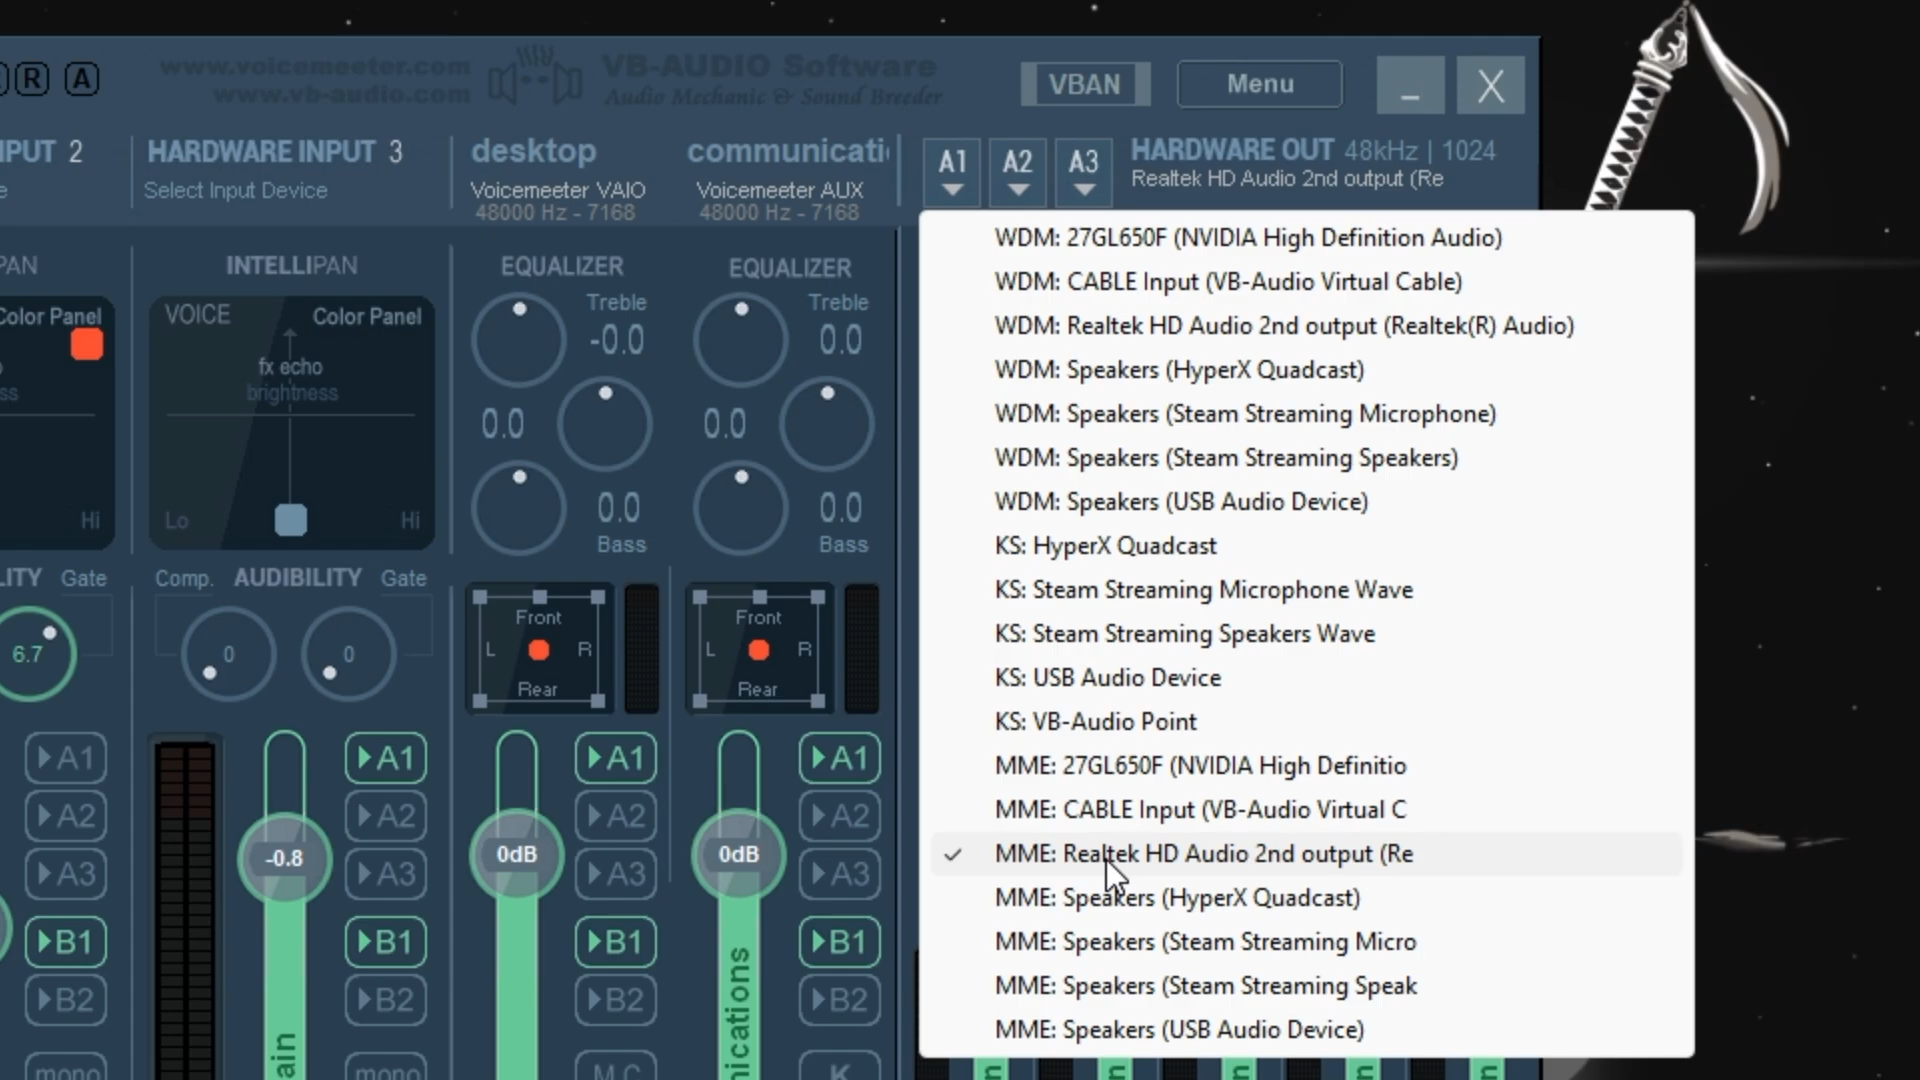 R A
www.voicemeeter.com
www.vb-audio.com
VB-AUDIO Software
Audio Mechanic & Sound Breeder
VBAN
Menu
_
X
PUT 2
HARDWARE INPUT 3
Select Input Device
desktop
Voicemeeter VAIO
48000 Hz - 7168
communicati
Voicemeeter AUX
48000 Hz - 7168
A1
A2
A3
HARDWARE OUT 48kHz | 1024
Realtek HD Audio 2nd output (Re
PAN
INTELLIPAN
EQUALIZER
EQUALIZER
Color Panel
VOICE
Color Panel
fx echo
brightness
Hi
Lo
Hi
Treble
-0.0
0.0
0.0
Bass
Treble
0.0
0.0
0.0
Bass
LITY Gate
Comp. AUDIBILITY Gate
6.7
0
0
Front
L
R
Rear
Front
L
R
Rear
A1
A2
A3
B1
B2
mono
-0.8
ain
A1
A2
A3
B1
B2
mono
0dB
A1
A2
A3
B1
B2
M.C
0dB
nications
A1
A2
A3
B1
B2
K
WDM: 27GL650F (NVIDIA High Definition Audio)
WDM: CABLE Input (VB-Audio Virtual Cable)
WDM: Realtek HD Audio 2nd output (Realtek(R) Audio)
WDM: Speakers (HyperX Quadcast)
WDM: Speakers (Steam Streaming Microphone)
WDM: Speakers (Steam Streaming Speakers)
WDM: Speakers (USB Audio Device)
KS: HyperX Quadcast
KS: Steam Streaming Microphone Wave
KS: Steam Streaming Speakers Wave
KS: USB Audio Device
KS: VB-Audio Point
MME: 27GL650F (NVIDIA High Definitio
MME: CABLE Input (VB-Audio Virtual C
MME: Realtek HD Audio 2nd output (Re
MME: Speakers (HyperX Quadcast)
MME: Speakers (Steam Streaming Micro
MME: Speakers (Steam Streaming Speak
MME: Speakers (USB Audio Device)